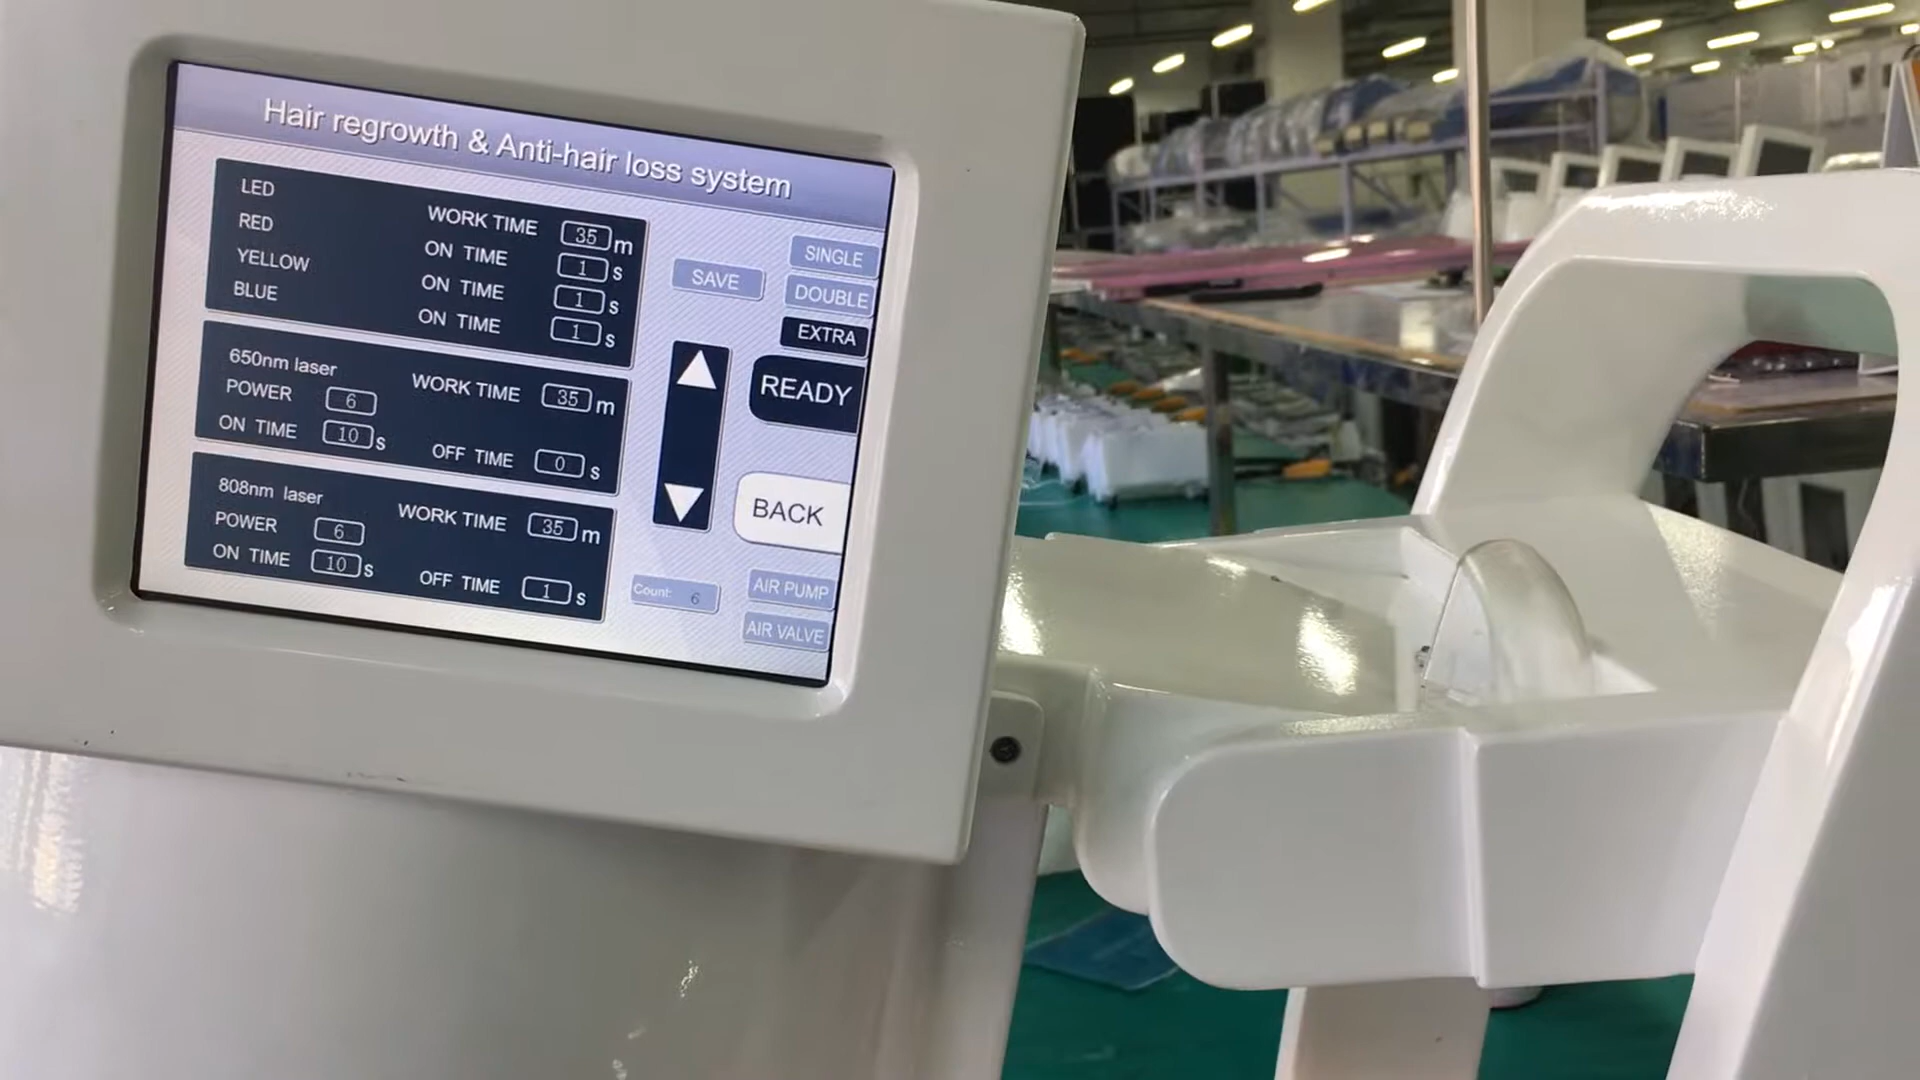 Hair regrowth & Anti-hair loss system
LED
WORK TIME 35 m
RED
ON TIME 1 s
YELLOW
ON TIME 1 s
BLUE
ON TIME 1 s
650nm laser
POWER 6
WORK TIME 35 m
ON TIME 10 s
OFF TIME 0 s
808nm laser
POWER 6
WORK TIME 35 m
ON TIME 10 s
OFF TIME 1 s
SAVE
SINGLE
DOUBLE
EXTRA
READY
BACK
Count: 6
AIR PUMP
AIR VALVE